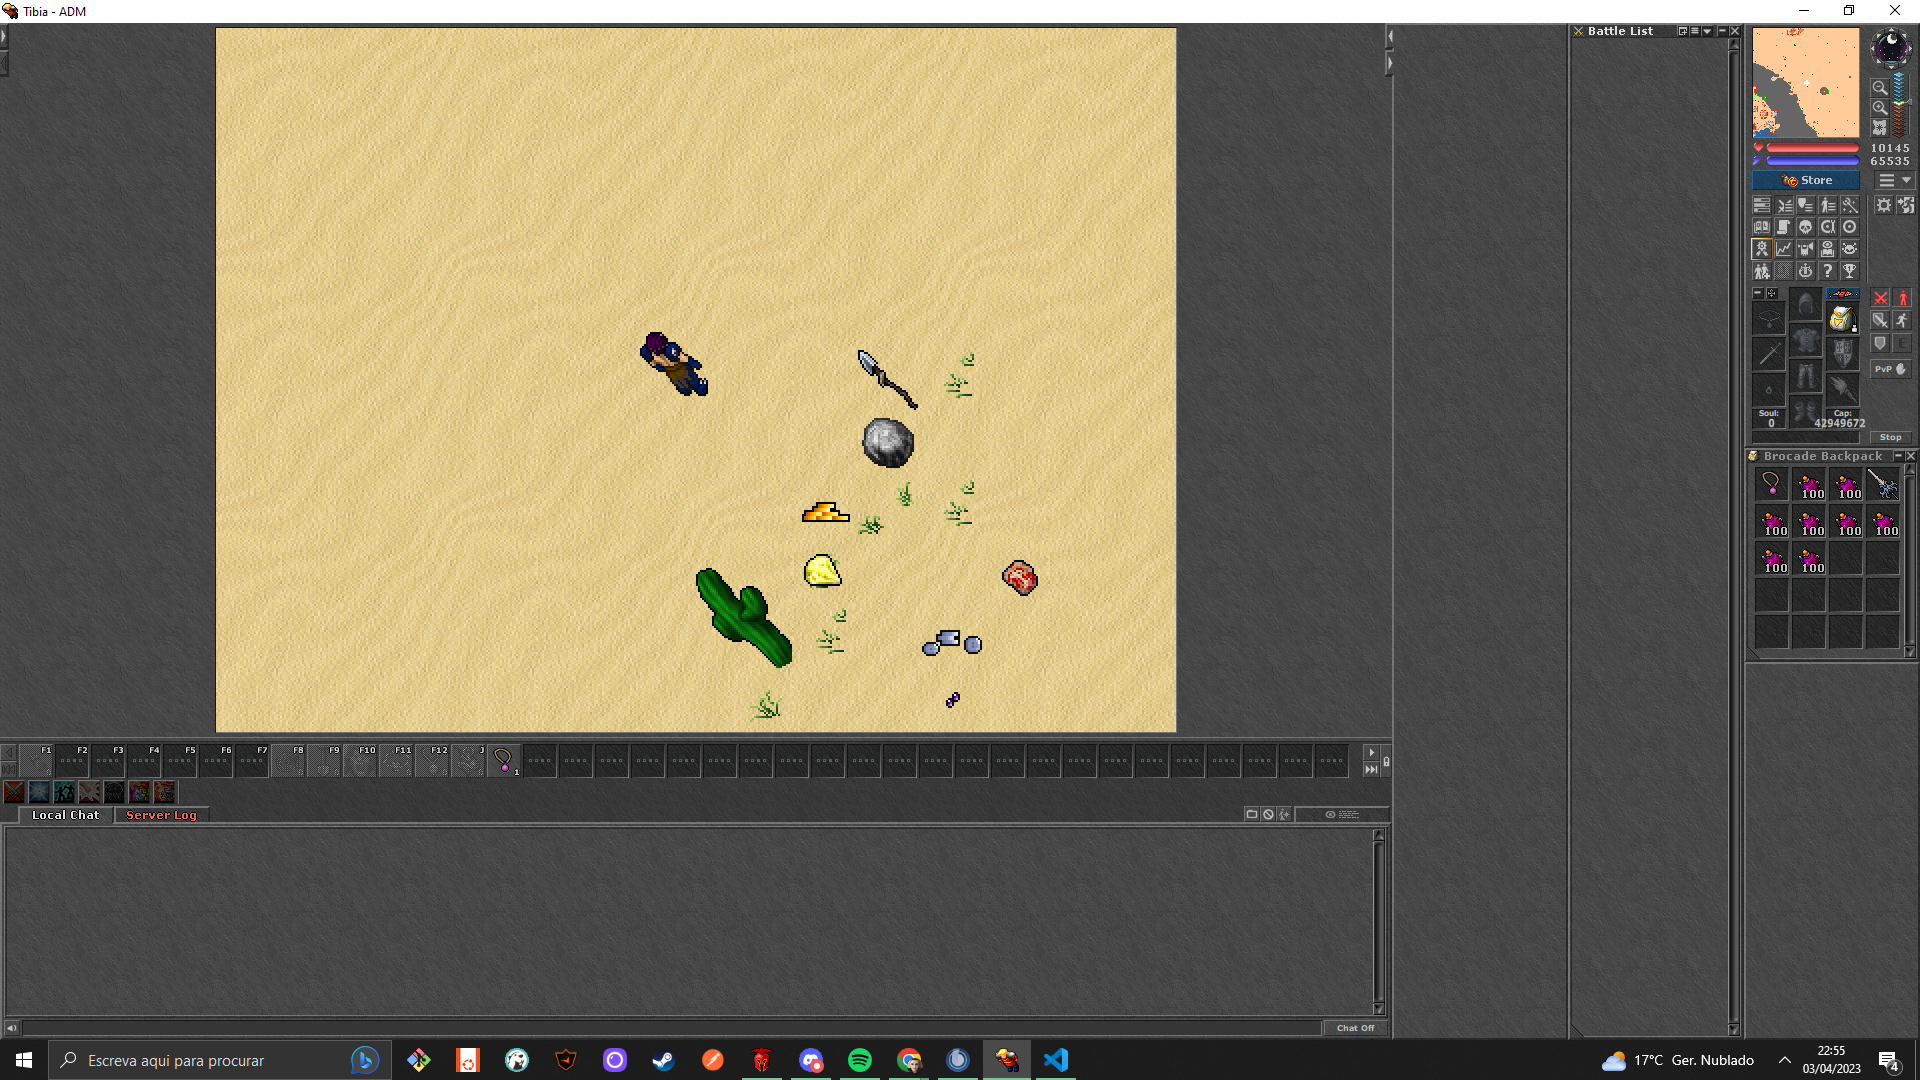 Tibia - ADM
Battle List
10145
65535
Store
Soul:
0
Cap:
42949672
PvP
Stop
Brocade Backpack
100
100
100
100
100
100
100
100
F1
F2
F3
F4
F5
F6
F7
F8
F9
F10
F11
F12
J
1
Local Chat
Server Log
Chat Off
Escreva aqui para procurar
17°C Ger. Nublado
22:55
03/04/2023
4